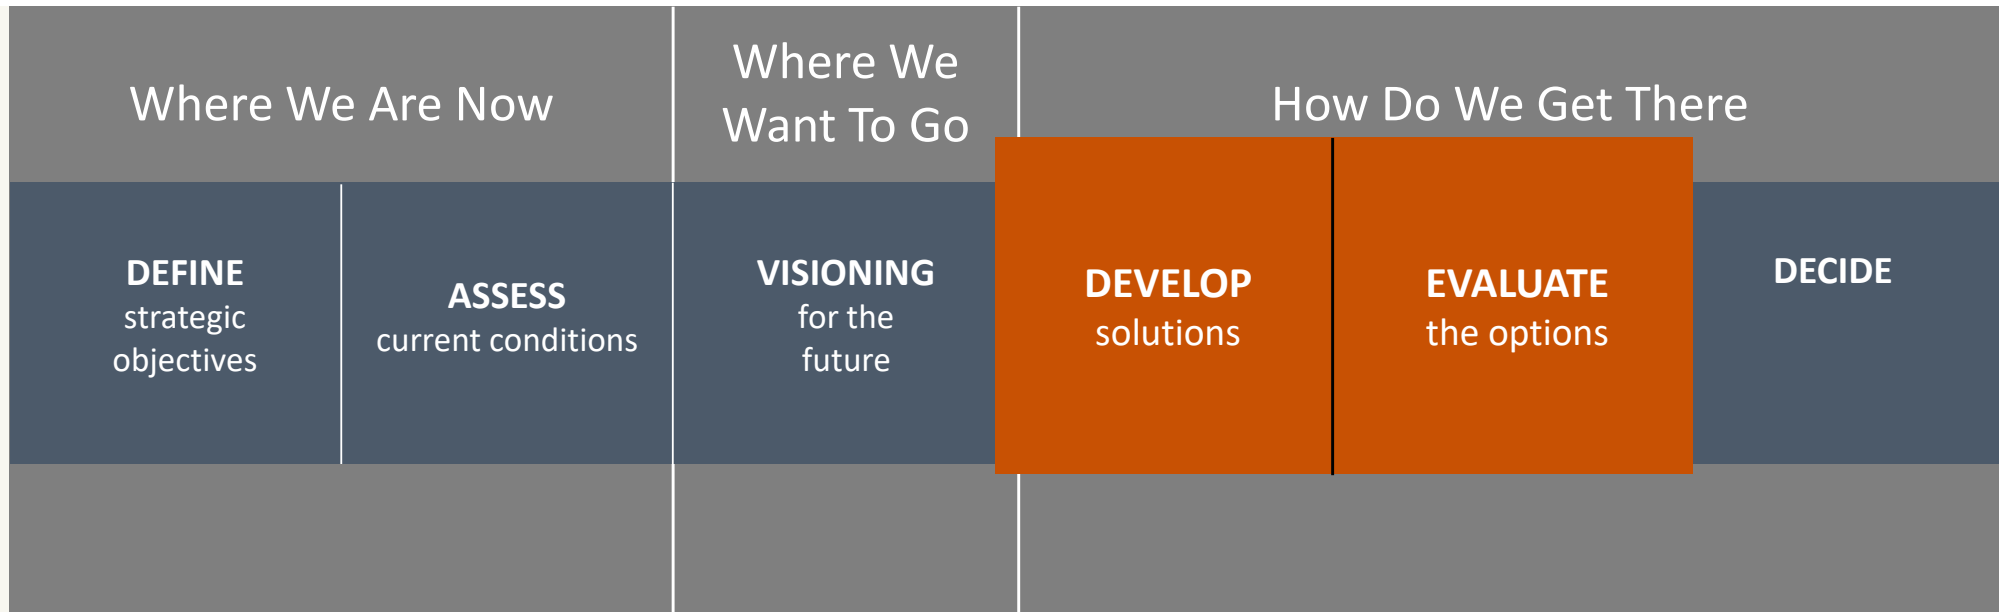 Where We Are Now
Where We
Want To Go
How Do We Get There
DEFINE
strategic
objectives
ASSESS
current conditions
VISIONING
for the
future
DEVELOP
solutions
EVALUATE
the options
DECIDE